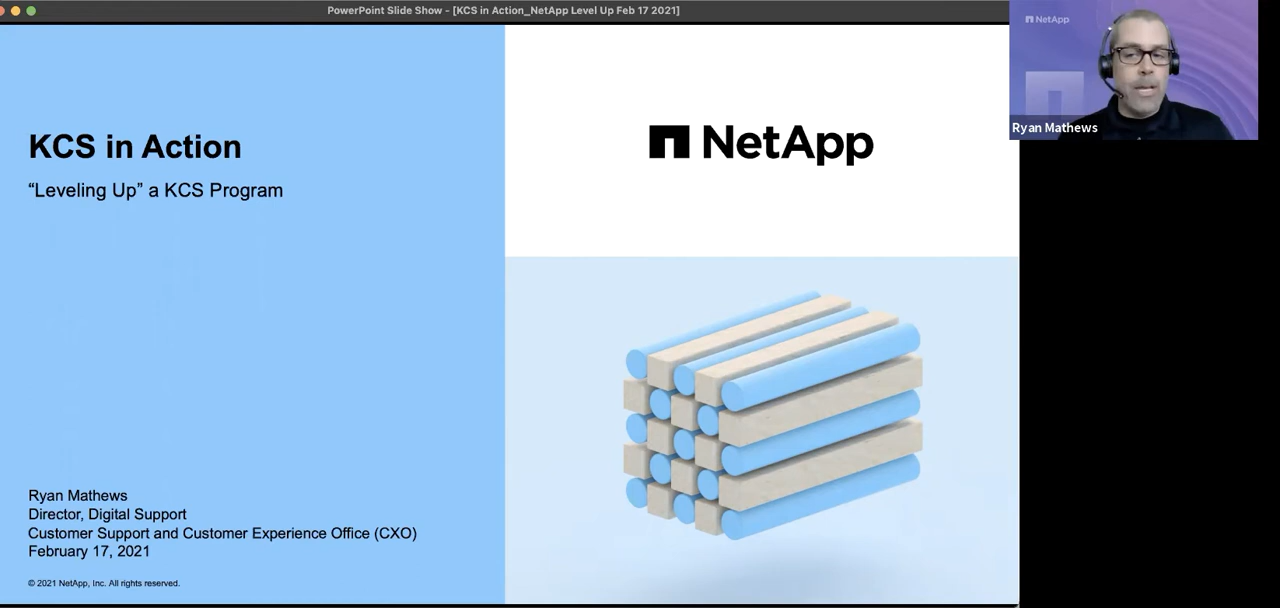 PowerPoint Slide Show - [KCS in Action_NetApp Level Up Feb 17 2021]
NetApp
Ryan Mathews
KCS in Action
“Leveling Up” a KCS Program
NetApp
Ryan Mathews
Director, Digital Support
Customer Support and Customer Experience Office (CXO)
February 17, 2021
© 2021 NetApp, Inc. All rights reserved.